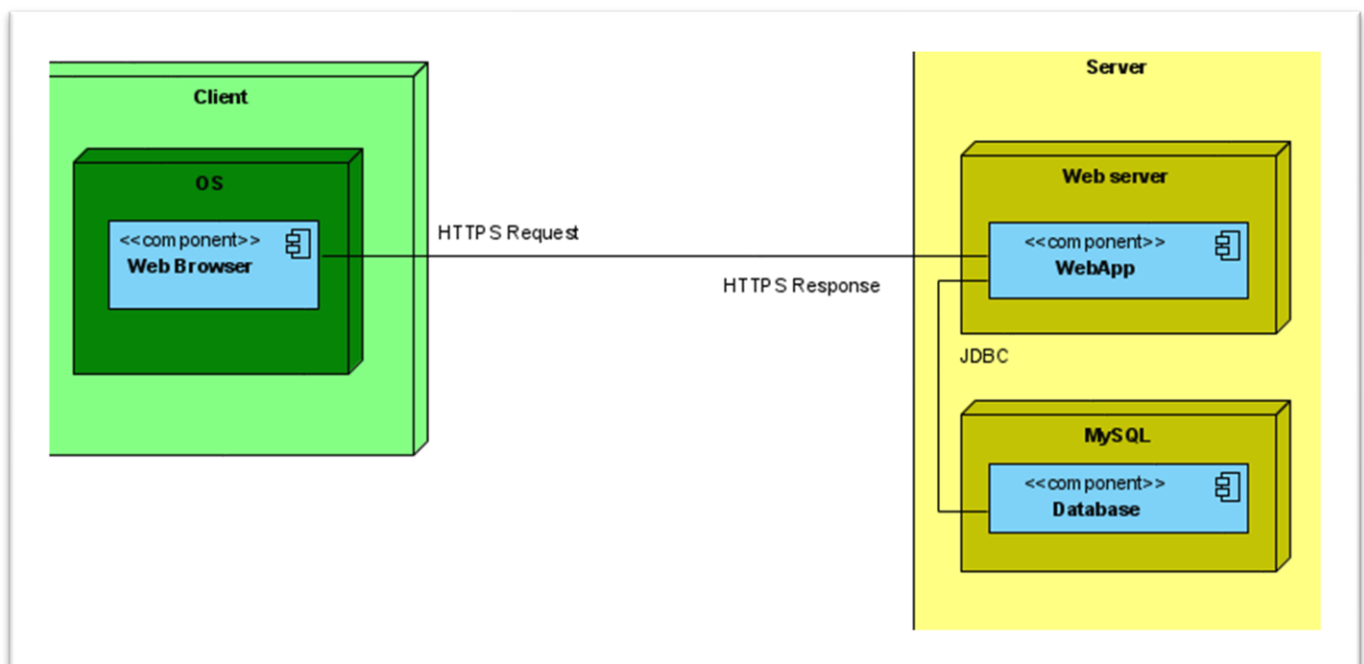 Client
OS
<<component>>
Web Browser
HTTPS Request
HTTPS Response
Server
Web server
<<component>>
WebApp
JDBC
MySQL
<<component>>
Database